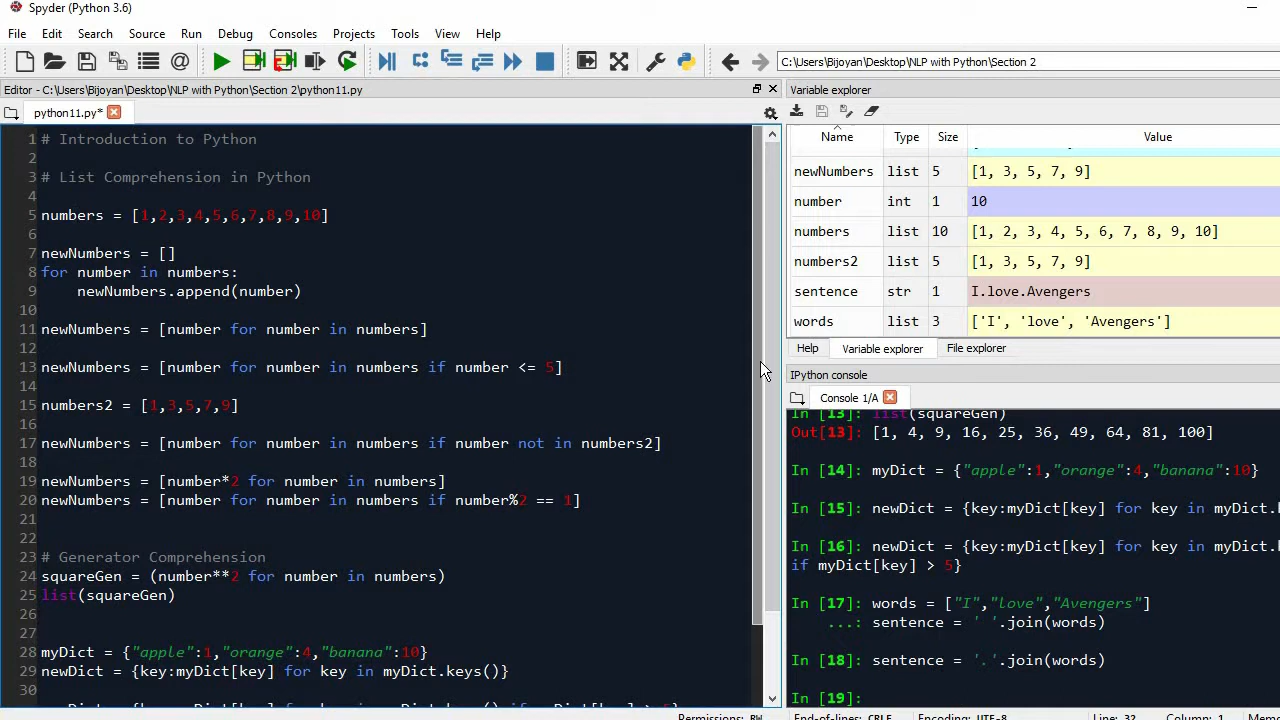 Spyder (Python 3.6)
File Edit Search Source Run Debug Consoles Projects Tools View Help
C:\Users\Bijoyan\Desktop\NLP with Python\Section 2
Editor - C:\Users\Bijoyan\Desktop\NLP with Python\Section 2\python11.py
python11.py*
1 # Introduction to Python
2
3 # List Comprehension in Python
4
5 numbers = [1,2,3,4,5,6,7,8,9,10]
6
7 newNumbers = []
8 for number in numbers:
9     newNumbers.append(number)
10
11 newNumbers = [number for number in numbers]
12
13 newNumbers = [number for number in numbers if number <= 5]
14
15 numbers2 = [1,3,5,7,9]
16
17 newNumbers = [number for number in numbers if number not in numbers2]
18
19 newNumbers = [number*2 for number in numbers]
20 newNumbers = [number for number in numbers if number%2 == 1]
21
22
23 # Generator Comprehension
24 squareGen = (number**2 for number in numbers)
25 list(squareGen)
26
27
28 myDict = {"apple":1,"orange":4,"banana":10}
29 newDict = {key:myDict[key] for key in myDict.keys()}
30
Variable explorer
Name Type Size Value
newNumbers list 5 [1, 3, 5, 7, 9]
number int 1 10
numbers list 10 [1, 2, 3, 4, 5, 6, 7, 8, 9, 10]
numbers2 list 5 [1, 3, 5, 7, 9]
sentence str 1 I.love.Avengers
words list 3 ['I', 'love', 'Avengers']
Help Variable explorer File explorer
IPython console
Console 1/A
In [13]: list(squareGen)
Out[13]: [1, 4, 9, 16, 25, 36, 49, 64, 81, 100]
In [14]: myDict = {"apple":1,"orange":4,"banana":10}
In [15]: newDict = {key:myDict[key] for key in myDict.
In [16]: newDict = {key:myDict[key] for key in myDict.
if myDict[key] > 5}
In [17]: words = ["I","love","Avengers"]
...: sentence = ' '.join(words)
In [18]: sentence = '.'.join(words)
In [19]:
Permissions: RW End-of-lines: CRLF Encoding: UTF-8 Line: 32 Column: 1